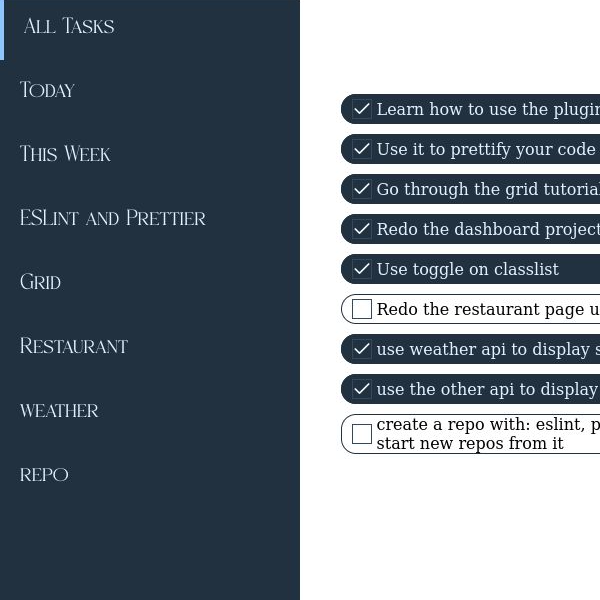 All Tasks
Today
This Week
ESLint and Prettier
Grid
Restaurant
weather
repo
Learn how to use the plugin
Use it to prettify your code
Go through the grid tutorial
Redo the dashboard project
Use toggle on classlist
Redo the restaurant page u
use weather api to display s
use the other api to display
create a repo with: eslint, p
start new repos from it